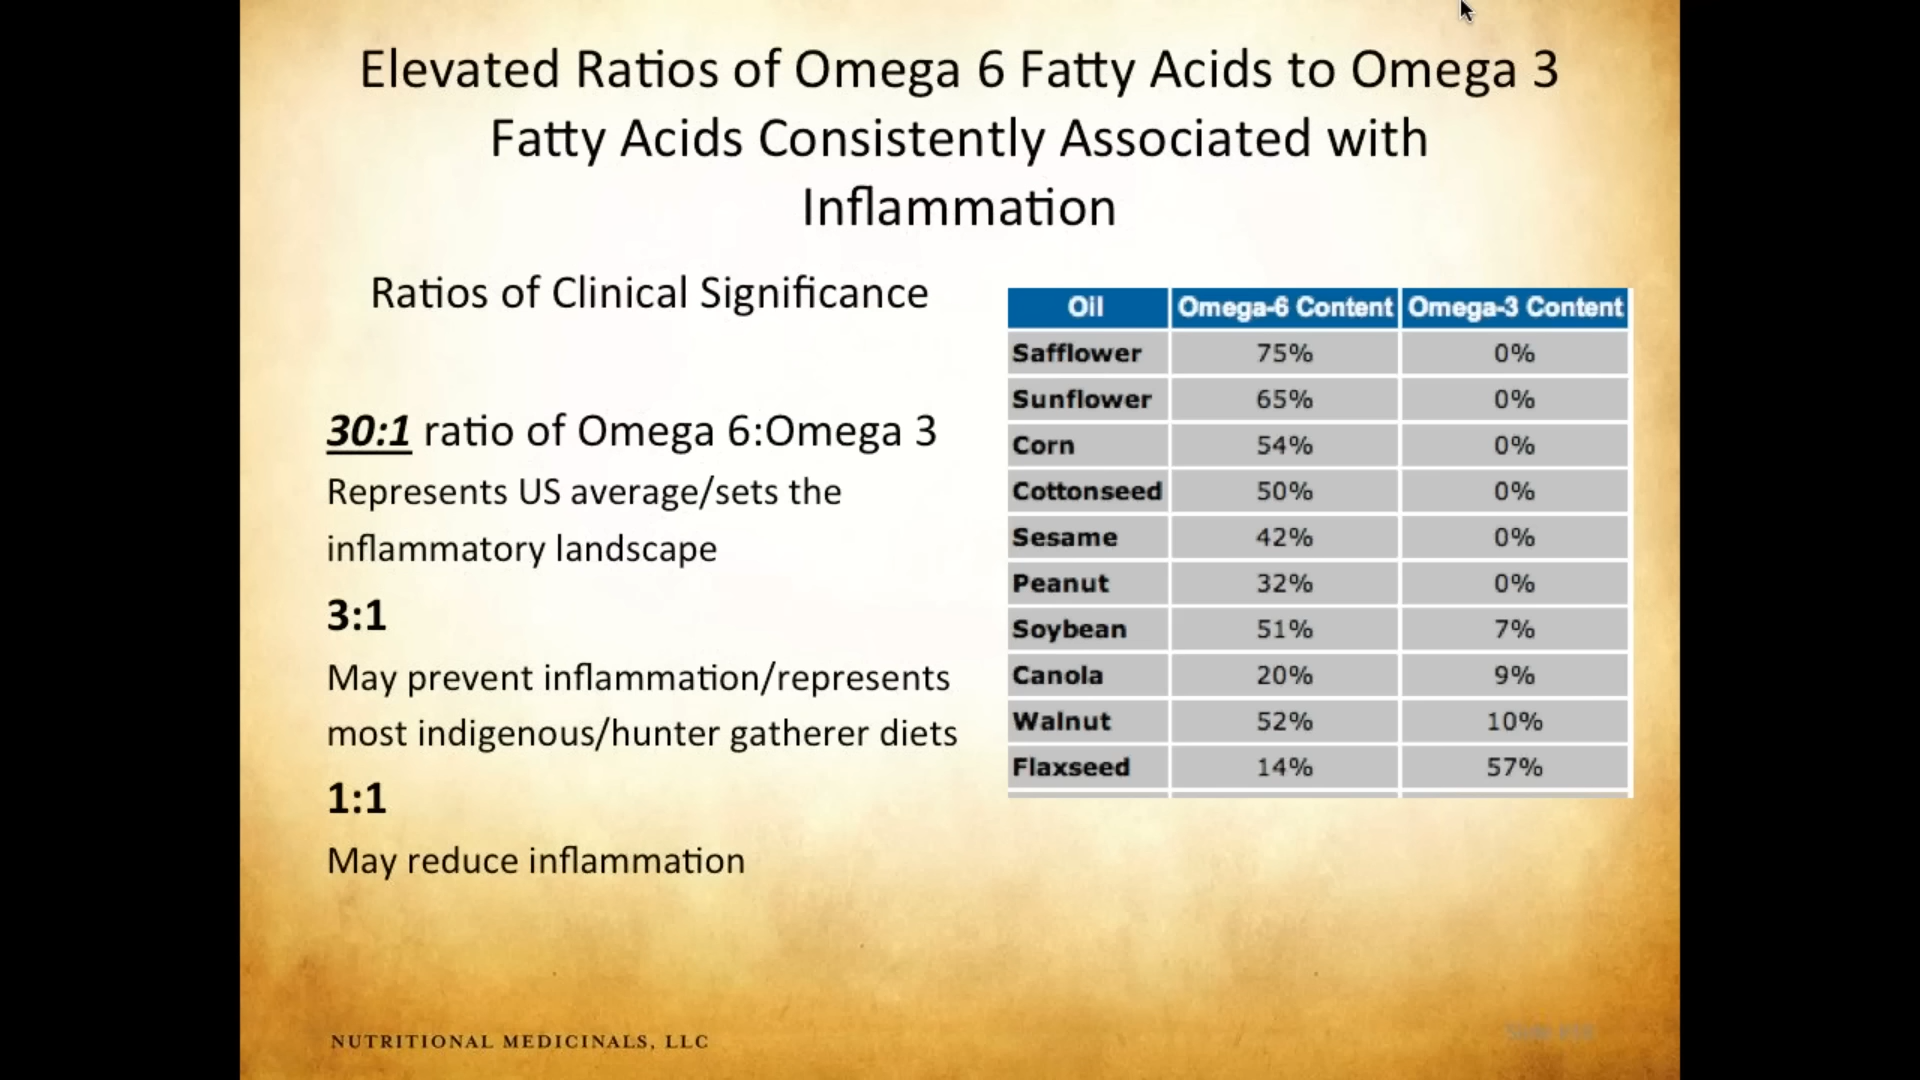 Elevated Ratios of Omega 6 Fatty Acids to Omega 3
Fatty Acids Consistently Associated with
Inflammation
Ratios of Clinical Significance
30:1 ratio of Omega 6:Omega 3
Represents US average/sets the
inflammatory landscape
3:1
May prevent inflammation/represents
most indigenous/hunter gatherer diets
1:1
May reduce inflammation
Oil Omega-6 Content Omega-3 Content
Safflower 75% 0%
Sunflower 65% 0%
Corn 54% 0%
Cottonseed 50% 0%
Sesame 42% 0%
Peanut 32% 0%
Soybean 51% 7%
Canola 20% 9%
Walnut 52% 10%
Flaxseed 14% 57%
NUTRITIONAL MEDICINALS, LLC